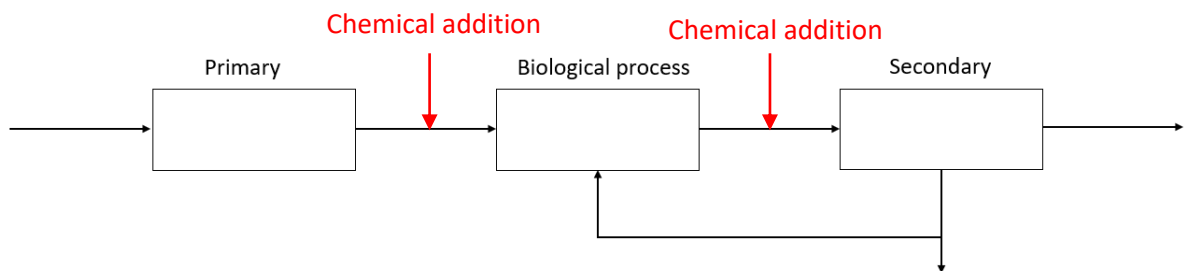 Chemical addition
Chemical addition
Primary
Biological process
Secondary